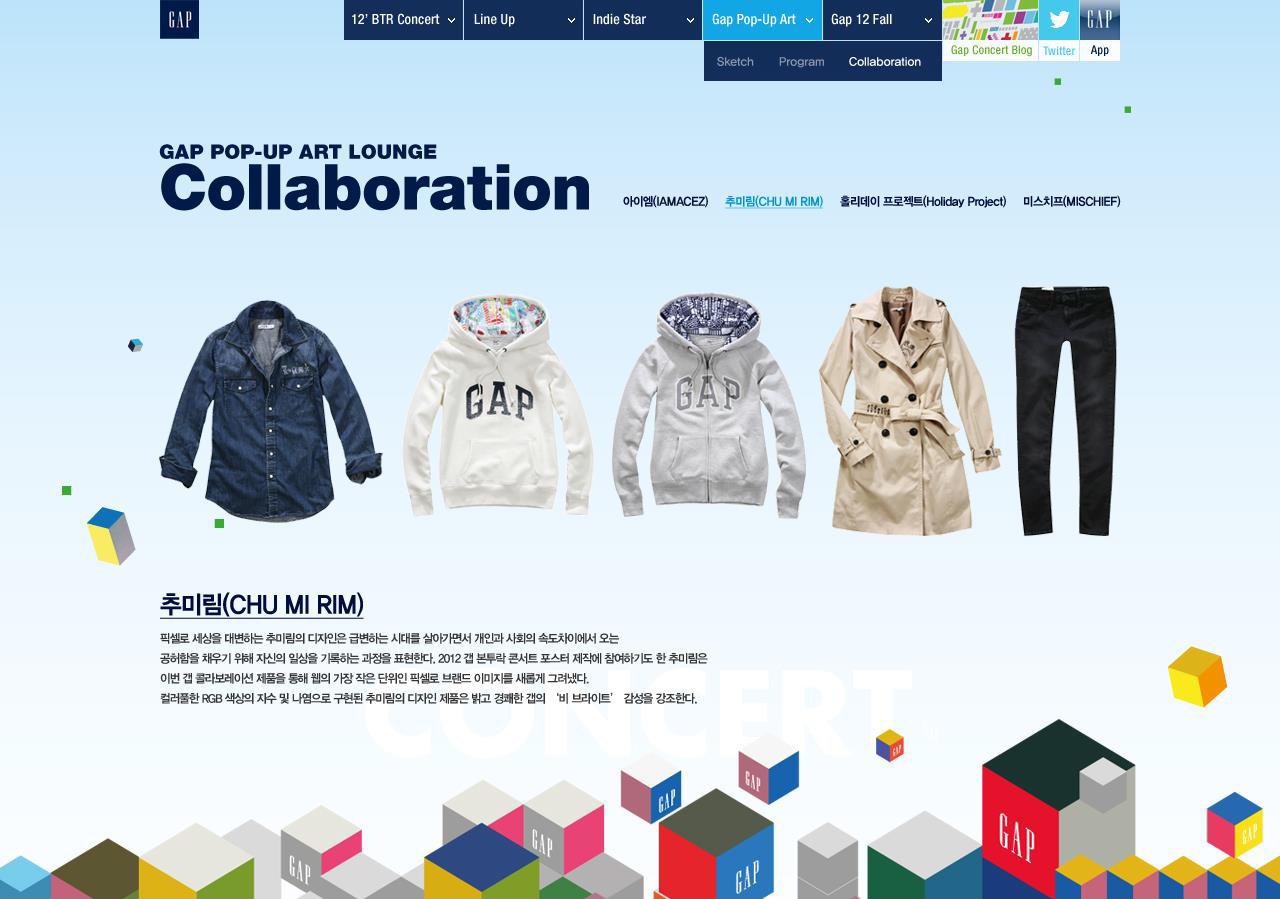 GAP
12’ BTR Concert
Line Up
Indie Star
Gap Pop-Up Art
Gap 12 Fall
GAP
Gap Concert Blog
Twitter
App
Sketch
Program
Collaboration
GAP POP-UP ART LOUNGE
Collaboration
아이엠(IAMACEZ)
추미림(CHU MI RIM)
홀리데이 프로젝트(Holiday Project)
미스치프(MISCHIEF)
GAP
GAP
추미림(CHU MI RIM)
픽셀로 세상을 대변하는 추미림의 디자인은 급변하는 시대를 살아가면서 개인과 사회의 속도차이에서 오는
공허함을 채우기 위해 자신의 일상을 기록하는 과정을 표현한다. 2012 갭 본투락 콘서트 포스터 제작에 참여하기도 한 추미림은
이번 갭 콜라보레이션 제품을 통해 웹의 가장 작은 단위인 픽셀로 브랜드 이미지를 새롭게 그려냈다.
컬러풀한 RGB 색상의 자수 및 나염으로 구현된 추미림의 디자인 제품은 밝고 경쾌한 갭의 ‘비 브라이트’ 감성을 강조한다.
CONCERT
GAP
GAP
GAP
GAP
GAP
GAP
GAP
GAP